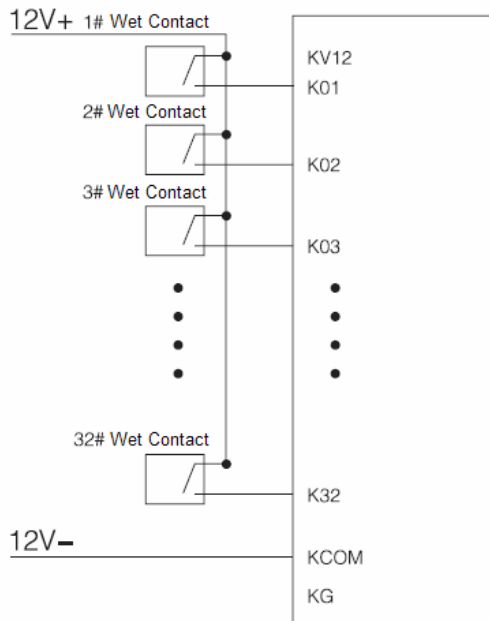 12V+ 1# Wet Contact
KV12
K01
2# Wet Contact
K02
3# Wet Contact
K03
32# Wet Contact
K32
12V-
KCOM
KG